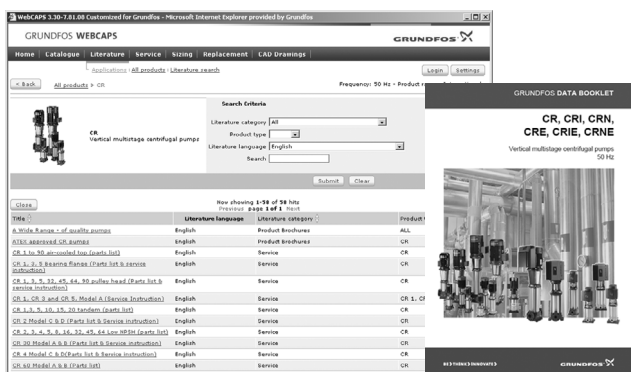 WebCAPS 3.30-7.81.08 Customized for Grundfos - Microsoft Internet Explorer provided by Grundfos
GRUNDFOS WEBCAPS
GRUNDFOS
Home Catalogue Literature Service Sizing Replacement CAD Drawings
Applications All products Literature search
Login Settings
< Back All products > CR
Frequency: 50 Hz - Product
Search Criteria
Literature category All
Product type
Literature language English
Search
CR
Vertical multistage centrifugal pumps
Submit Clear
Close
Now showing 1-58 of 58 hits
Previous page 1 of 1 Next
Title Literature language Literature category Product
A Wide Range - of quality pumps English Product Brochures ALL
ATEX approved CR pumps English Product Brochures CR
CR 1 to 90 air-cooled top (parts list) English Service CR
CR 1, 3, 5 bearing flange (Parts list & service instruction) English Service CR
CR 1, 3, 5, 32, 45, 64, 90 pulley head (Parts list & service instruction) English Service CR
CR 1, CR 3 and CR 5, Model A (Service Instruction) English Service CR 1, CR
CR 1,3, 5, 10, 15, 20 tandem (parts list) English Service CR
CR 2 Model C & D (Parts list & Service instruction) English Service CR
CR 2, 3, 4, 5, 8, 16, 32, 45, 64 Low NPSH (parts list) English Service CR
CR 30 Model A & B (Parts list & Service instruction) English Service CR
CR 4 Model C & D(Parts list & Service instruction) English Service CR
CR 60 Model A & B (Parts list) English Service CR
GRUNDFOS DATA BOOKLET
CR, CRI, CRN,
CRE, CRIE, CRNE
Vertical multistage centrifugal pumps
50 Hz
BE > THINK > INNOVATE >
GRUNDFOS